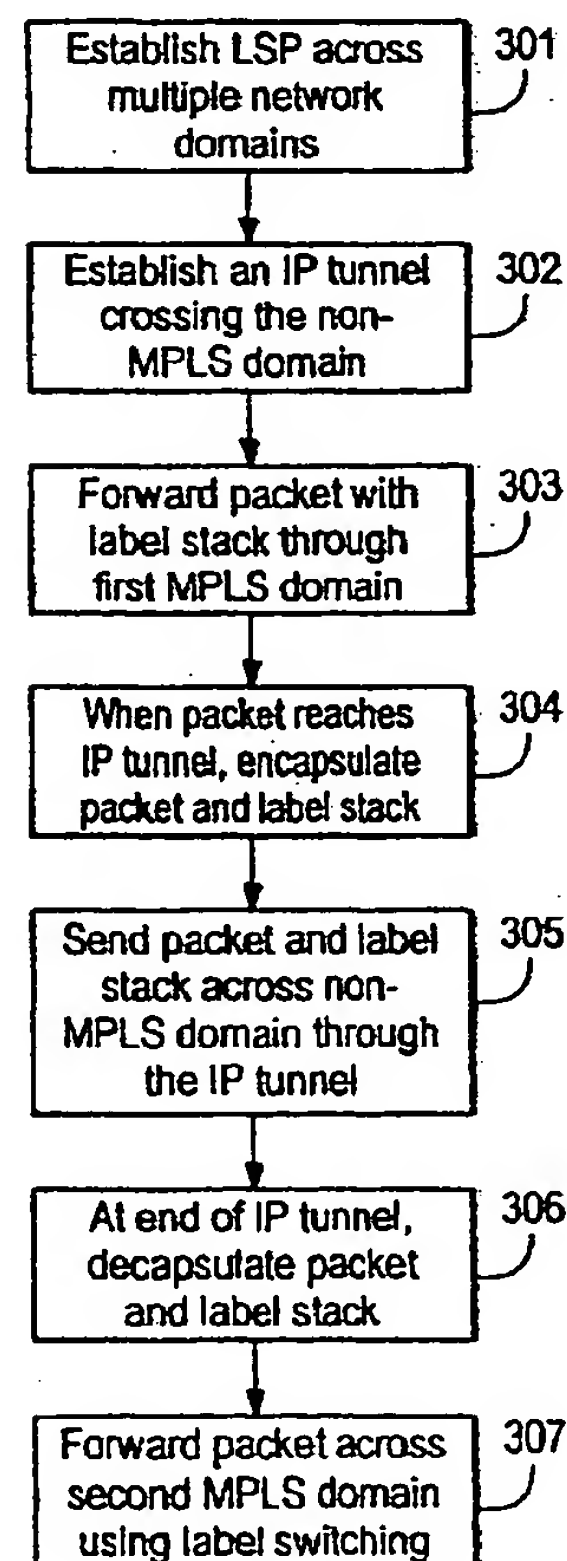 Establish LSP across
multiple network
domains
301
Establish an IP tunnel
crossing the non-
MPLS domain
302
Forward packet with
label stack through
first MPLS domain
303
When packet reaches
IP tunnel, encapsulate
packet and label stack
304
Send packet and label
stack across non-
MPLS domain through
the IP tunnel
305
At end of IP tunnel,
decapsulate packet
and label stack
306
Forward packet across
second MPLS domain
using label switching
307